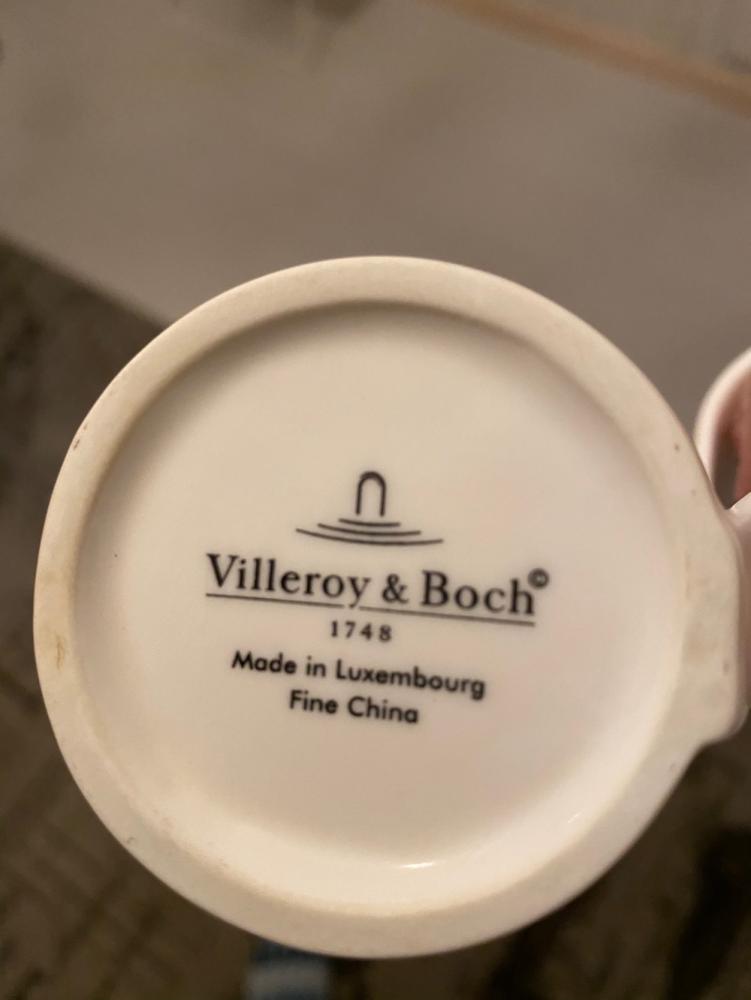 Villeroy & Boch©
1748
Made in Luxembourg
Fine China